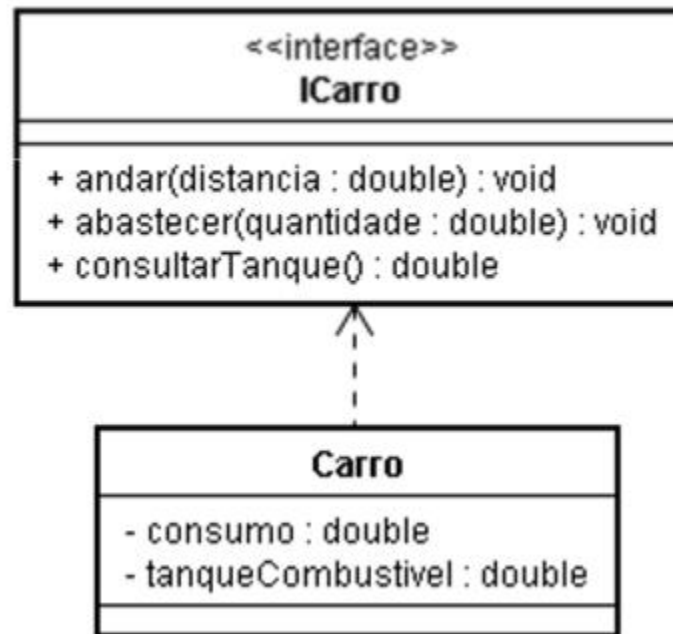 <<interface>>
ICarro
+ andar(distancia : double) : void
+ abastecer(quantidade : double) : void
+ consultarTanque() : double
Carro
- consumo : double
- tanqueCombustivel : double